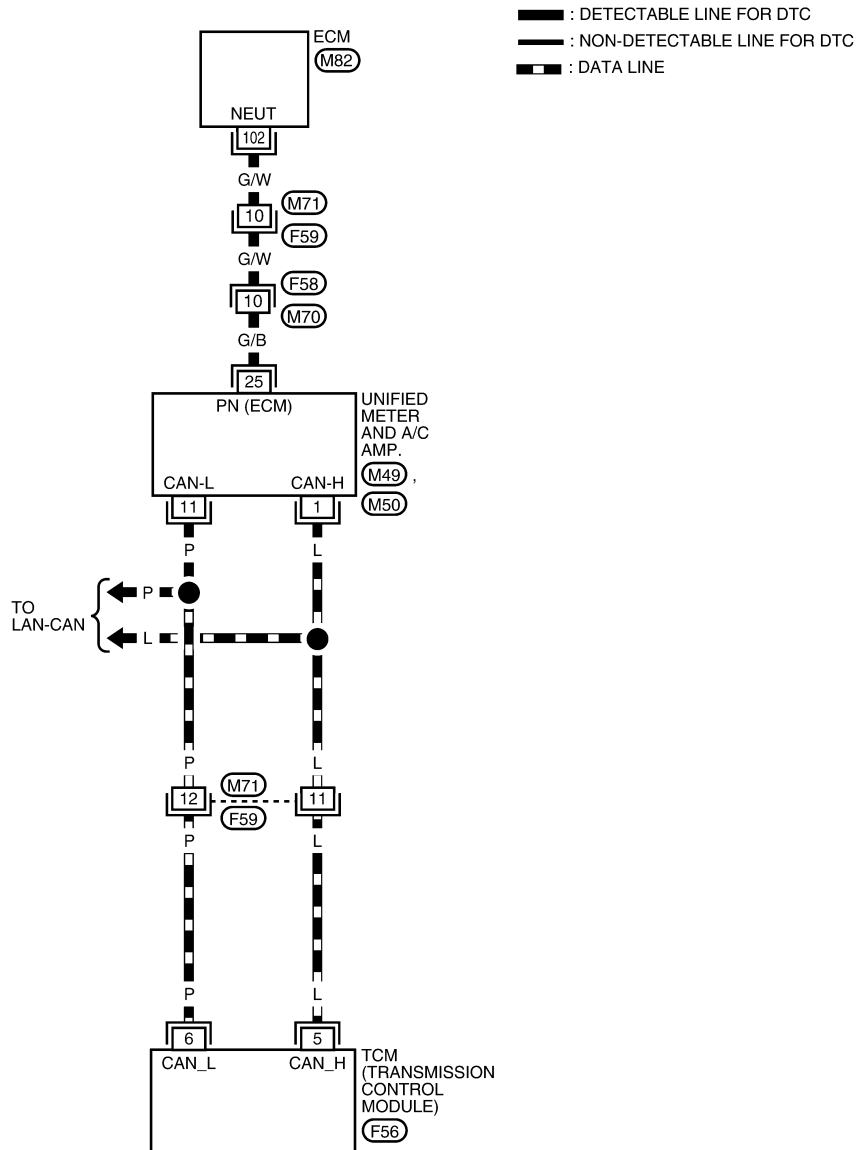 : DETECTABLE LINE FOR DTC
: NON-DETECTABLE LINE FOR DTC
: DATA LINE
ECM
M82
NEUT
102
G/W
10
M71
F59
G/W
F58
10
M70
G/B
25
PN (ECM)
UNIFIED
METER
AND A/C
AMP.
M49 ,
M50
CAN-L
CAN-H
11
1
P
L
TO
LAN-CAN
P
L
P
L
12
M71
F59
11
P
L
P
L
6
5
CAN_L
CAN_H
TCM
(TRANSMISSION
CONTROL
MODULE)
F56